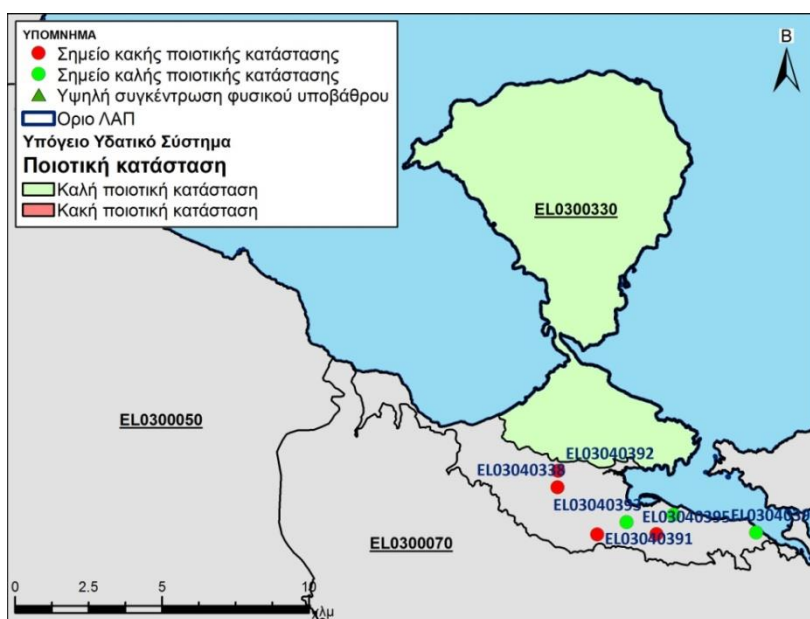 ΥΠΟΜΝΗΜΑ
Σημείο κακής ποιοτικής κατάστασης
Σημείο καλής ποιοτικής κατάστασης
Υψηλή συγκέντρωση φυσικού υποβάθρου
Οριο ΛΑΠ
Υπόγειο Υδατικό Σύστημα
Ποιοτική κατάσταση
Καλή ποιοτική κατάσταση
Κακή ποιοτική κατάσταση
Β
EL0300330
EL0300050
EL03040392
EL03040338
EL03040393
EL03040395
EL03040391
EL0300070
0 2.5 5 10
χλμ